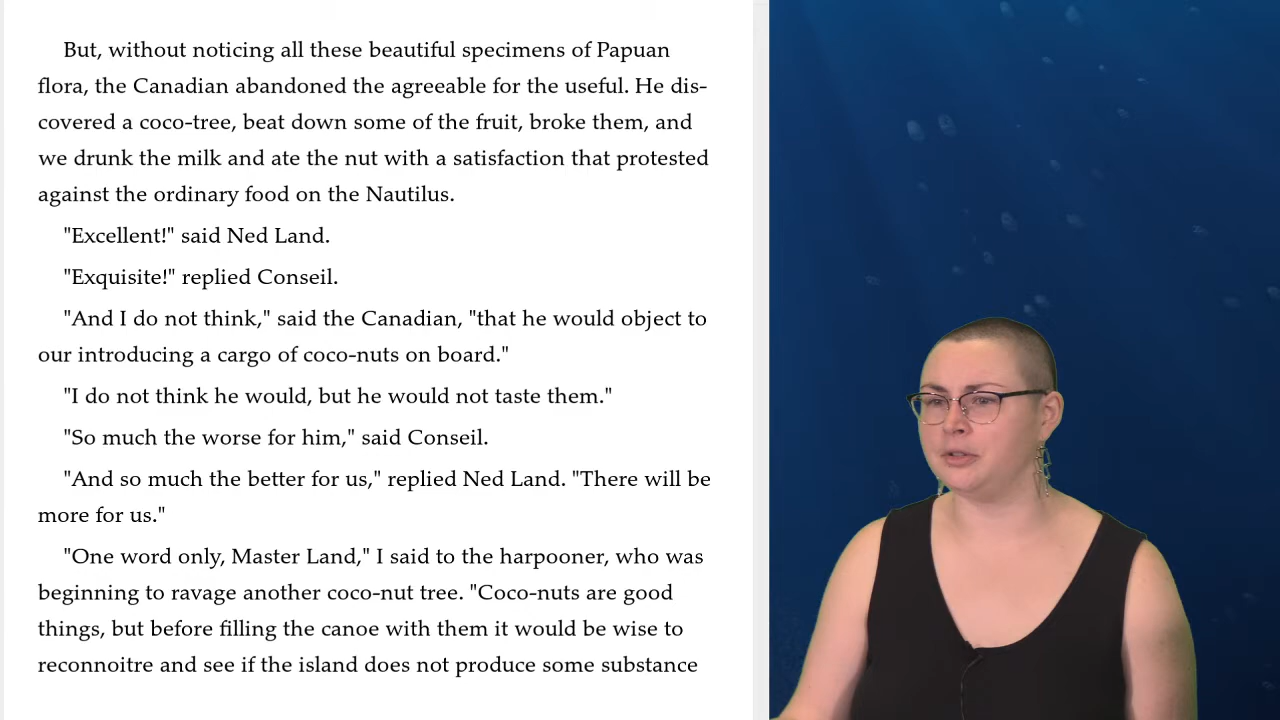 But, without noticing all these beautiful specimens of Papuan
flora, the Canadian abandoned the agreeable for the useful. He dis-
covered a coco-tree, beat down some of the fruit, broke them, and
we drunk the milk and ate the nut with a satisfaction that protested
against the ordinary food on the Nautilus.
"Excellent!" said Ned Land.
"Exquisite!" replied Conseil.
"And I do not think," said the Canadian, "that he would object to
our introducing a cargo of coco-nuts on board."
"I do not think he would, but he would not taste them."
"So much the worse for him," said Conseil.
"And so much the better for us," replied Ned Land. "There will be
more for us."
"One word only, Master Land," I said to the harpooner, who was
beginning to ravage another coco-nut tree. "Coco-nuts are good
things, but before filling the canoe with them it would be wise to
reconnoitre and see if the island does not produce some substance